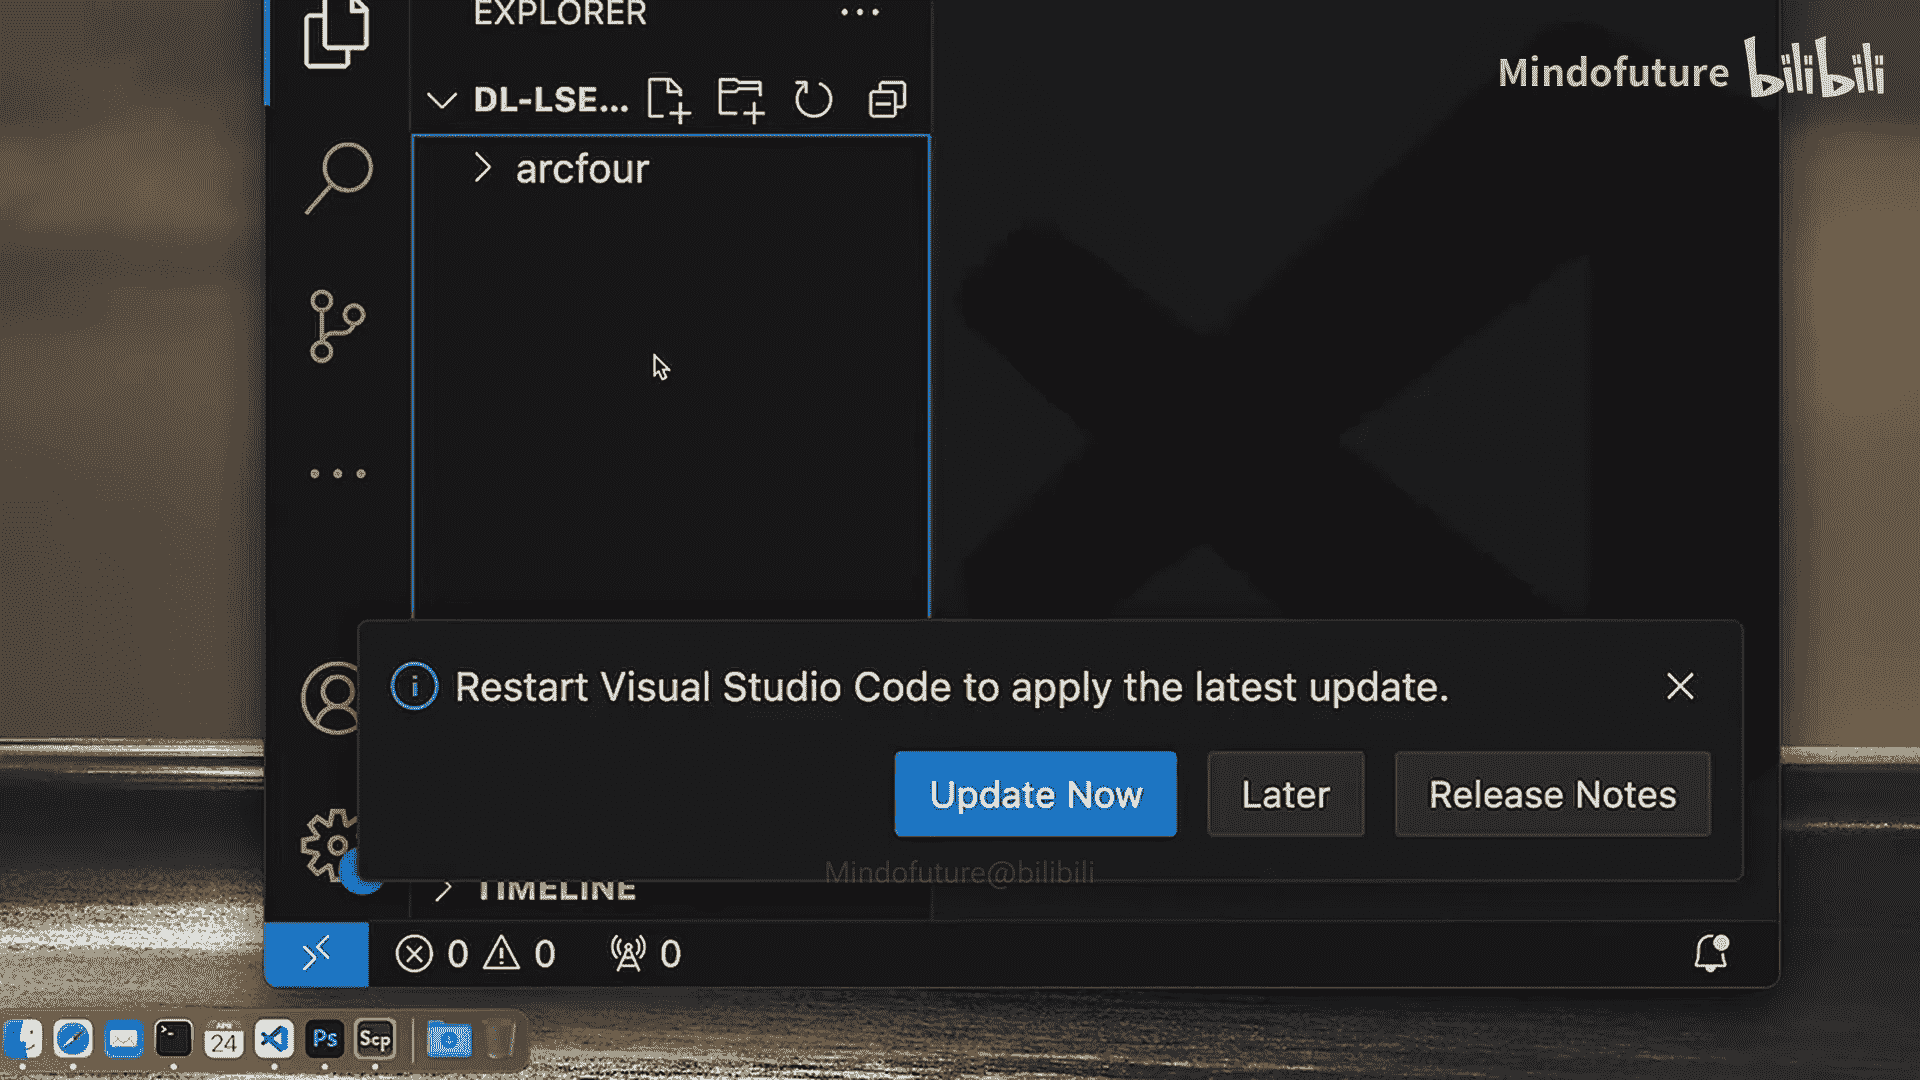 EXPLORER
Mindofuture bilibili
DL-LSE...
arcfour
Restart Visual Studio Code to apply the latest update.
Update Now
Later
Release Notes
Mindofuture@bilibili
TIMELINE
0 0 0
APR
24
Ps
Scp